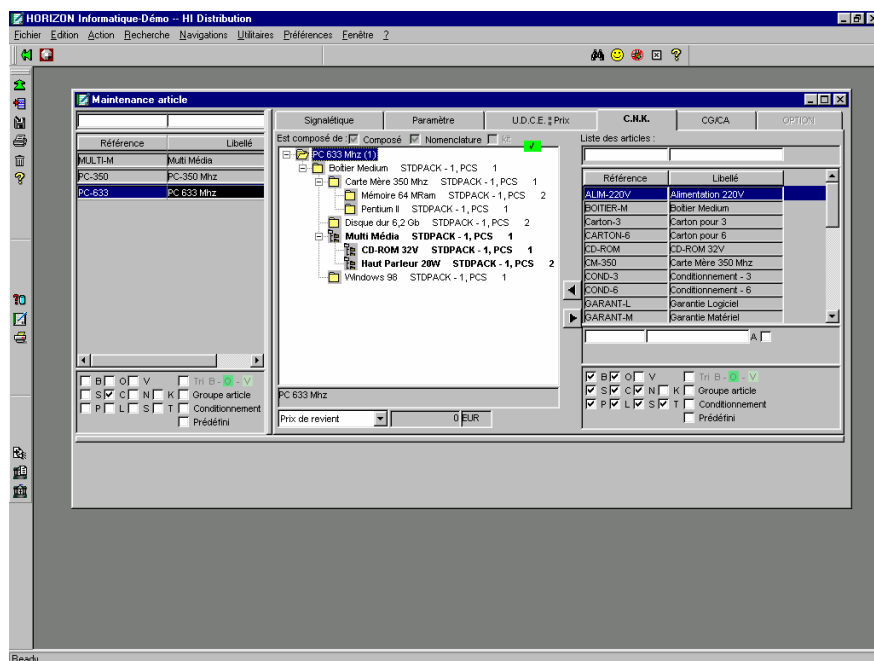 HORIZON Informatique-Démo -- HI Distribution
Fichier Edition Action Recherche Navigations Utilitaires Préférences Fenêtre ?
Maintenance article
Signalétique Paramètre U.D.C.E. Prix C.N.K. CG/CA OPTION
Référence Libellé
MULTI-M Multi Média
PC-350 PC-350 Mhz
PC-633 PC 633 Mhz
B O V Tri B - O - V
S C N K Groupe article
P L S T Conditionnement
Prédéfini
Est composé de : Composé Nomenclature kit
PC 633 Mhz (1)
Boîtier Medium STDPACK - 1, PCS 1
Carte Mère 350 Mhz STDPACK - 1, PCS 1
Mémoire 64 MRam STDPACK - 1, PCS 2
Pentium II STDPACK - 1, PCS 1
Disque dur 6,2 Gb STDPACK - 1, PCS 2
Multi Média STDPACK - 1, PCS 1
CD-ROM 32V STDPACK - 1, PCS 1
Haut Parleur 20W STDPACK - 1, PCS 2
Windows 98 STDPACK - 1, PCS 1
PC 633 Mhz
Prix de revient 0 EUR
Liste des articles :
Référence Libellé
ALIM-220V Alimentation 220V
BOITIER-M Boîtier Medium
Carton-3 Carton pour 3
CARTON-6 Carton pour 6
CD-ROM CD-ROM 32V
CM-350 Carte Mère 350 Mhz
COND-3 Conditionnement - 3
COND-6 Conditionnement - 6
GARANT-L Garantie Logiciel
GARANT-M Garantie Matériel
A
B O V Tri B - O - V
S C N K Groupe article
P L S T Conditionnement
Prédéfini
Ready